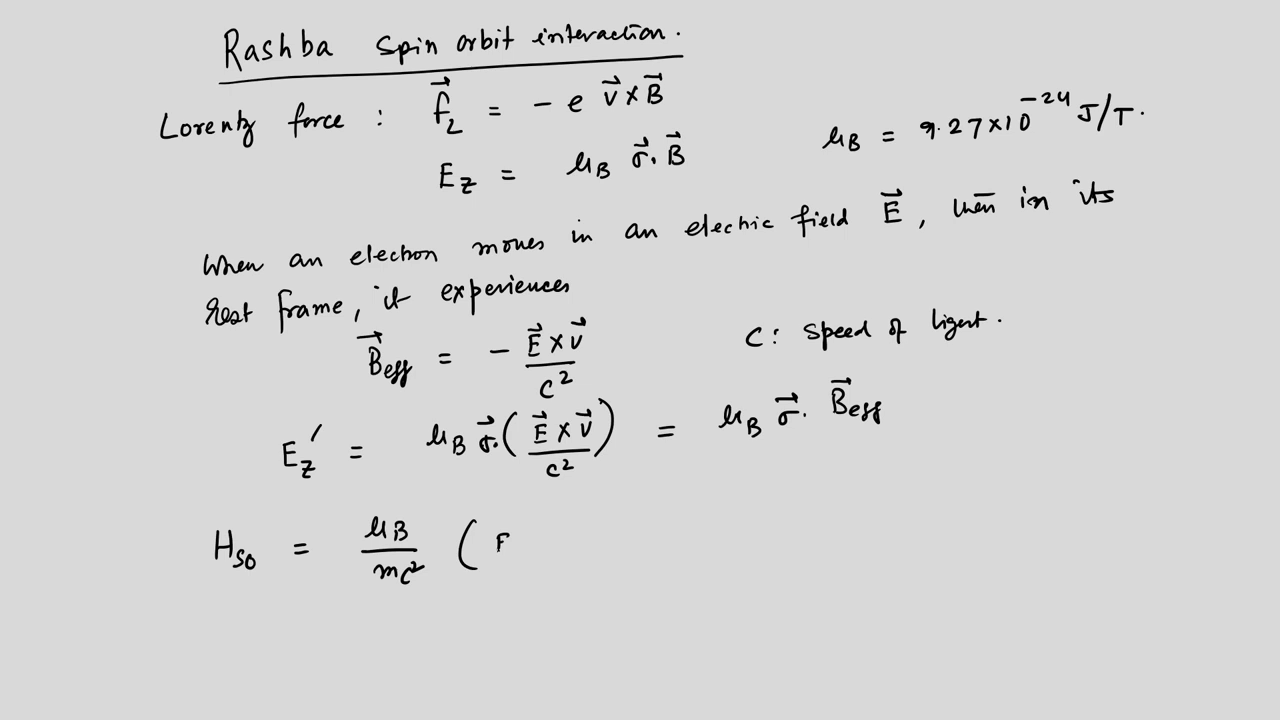 Rashba Spin orbit interaction.
Lorentz force : f⃗_L = - e v⃗ × B⃗
E_Z = μ_B σ⃗. B⃗
μ_B = 9.27×10^-24 J/T.
When an electron moves in an electric field E⃗, then in its
rest frame, it experiences
B⃗_eff = - E⃗ × v⃗ / c²
c: Speed of light.
E_Z′ = μ_B σ⃗.( E⃗ × v⃗ / c² ) = μ_B σ⃗. B⃗_eff
H_SO = μ_B / mc² (